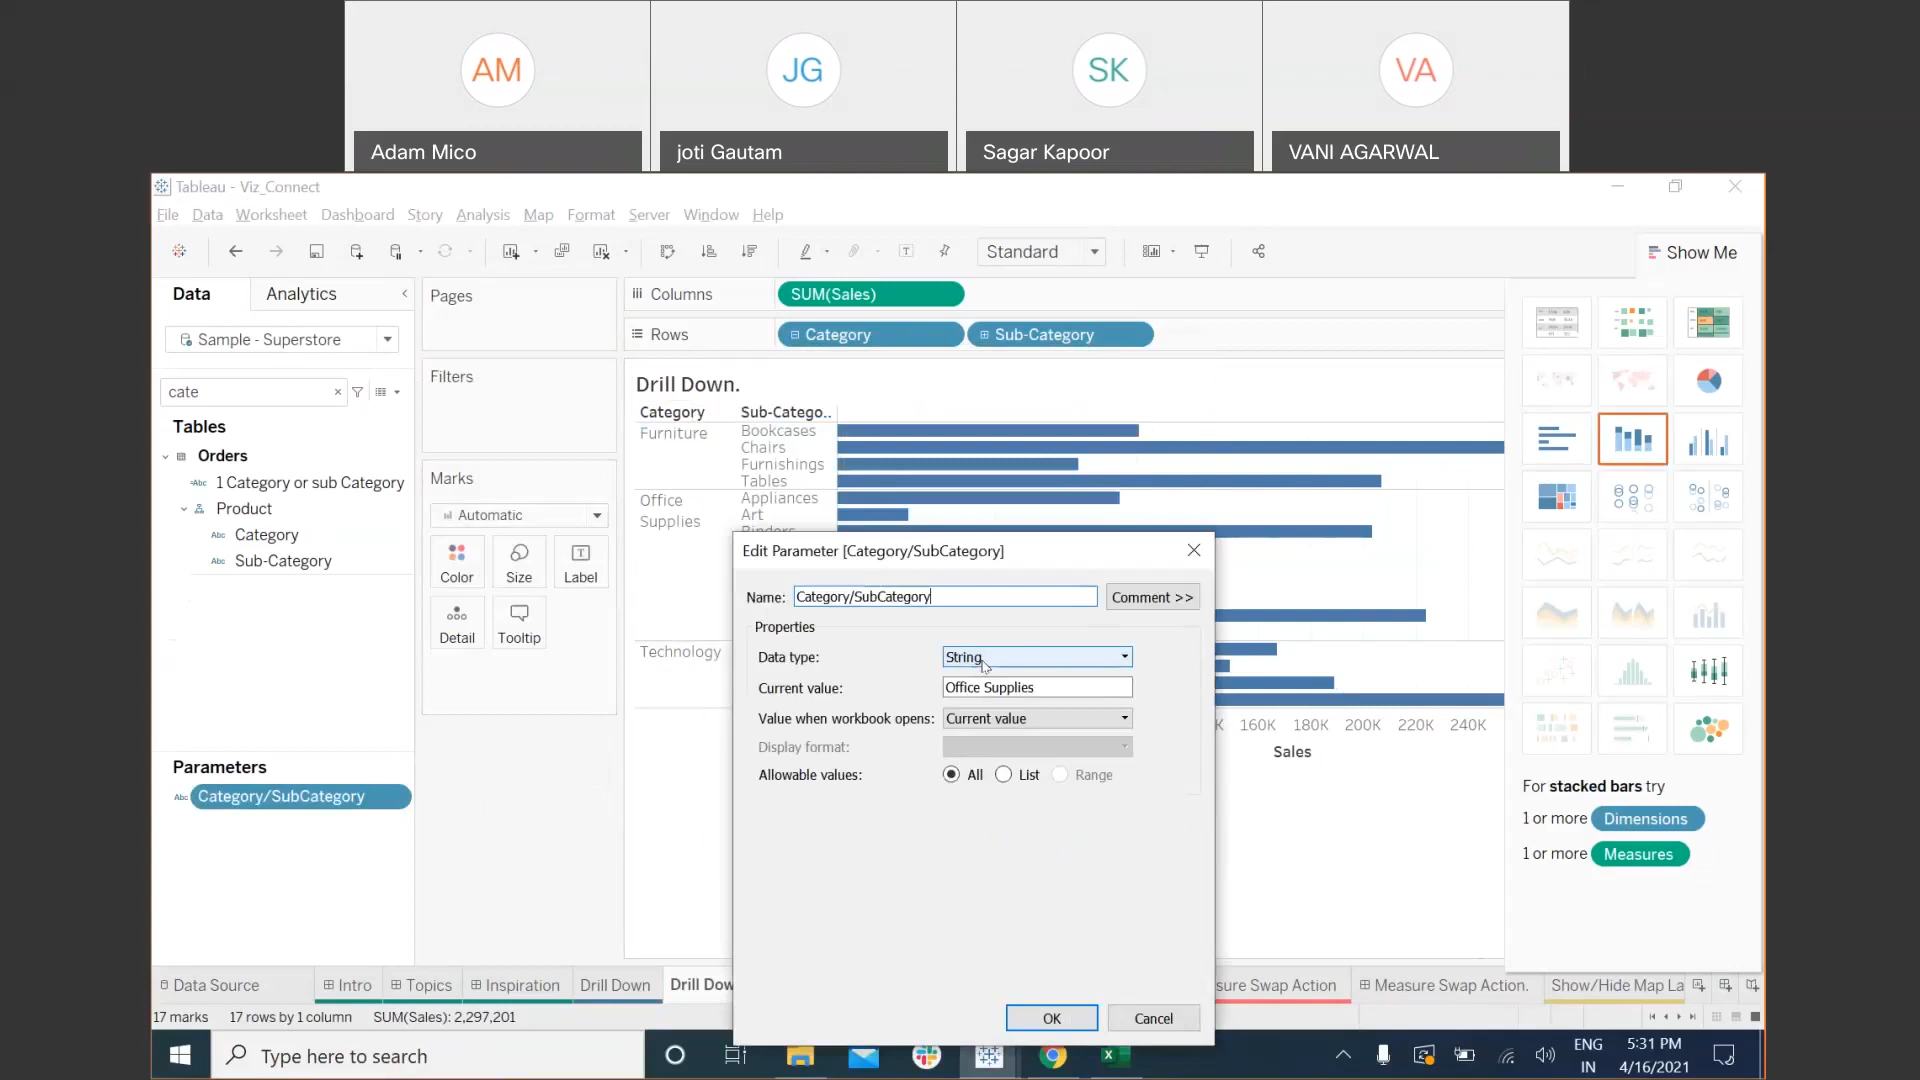 AM
JG
SK
VA
Adam Mico
joti Gautam
Sagar Kapoor
VANI AGARWAL
Tableau - Viz_Connect
File Data Worksheet Dashboard Story Analysis Map Format Server Window Help
Standard
Show Me
Data
Analytics
Sample - Superstore
cate
Tables
Orders
Abc 1 Category or sub Category
Product
Abc Category
Abc Sub-Category
Parameters
Abc Category/SubCategory
Pages
Filters
Marks
Automatic
Color Size Label
Detail Tooltip
Columns SUM(Sales)
Rows Category Sub-Category
Drill Down.
Category Sub-Catego..
Furniture
Bookcases
Chairs
Furnishings
Tables
Office Supplies
Appliances
Art
Binders
Technology
K 160K 180K 200K 220K 240K
Sales
Edit Parameter [Category/SubCategory]
Name: Category/SubCategory Comment >>
Properties
Data type: String
Current value: Office Supplies
Value when workbook opens: Current value
Display format:
Allowable values: All List Range
OK Cancel
For stacked bars try
1 or more Dimensions
1 or more Measures
Data Source Intro Topics Inspiration Drill Down Drill Dow sure Swap Action Measure Swap Action. Show/Hide Map La
17 marks 17 rows by 1 column SUM(Sales): 2,297,201
Type here to search
ENG
IN
5:31 PM
4/16/2021